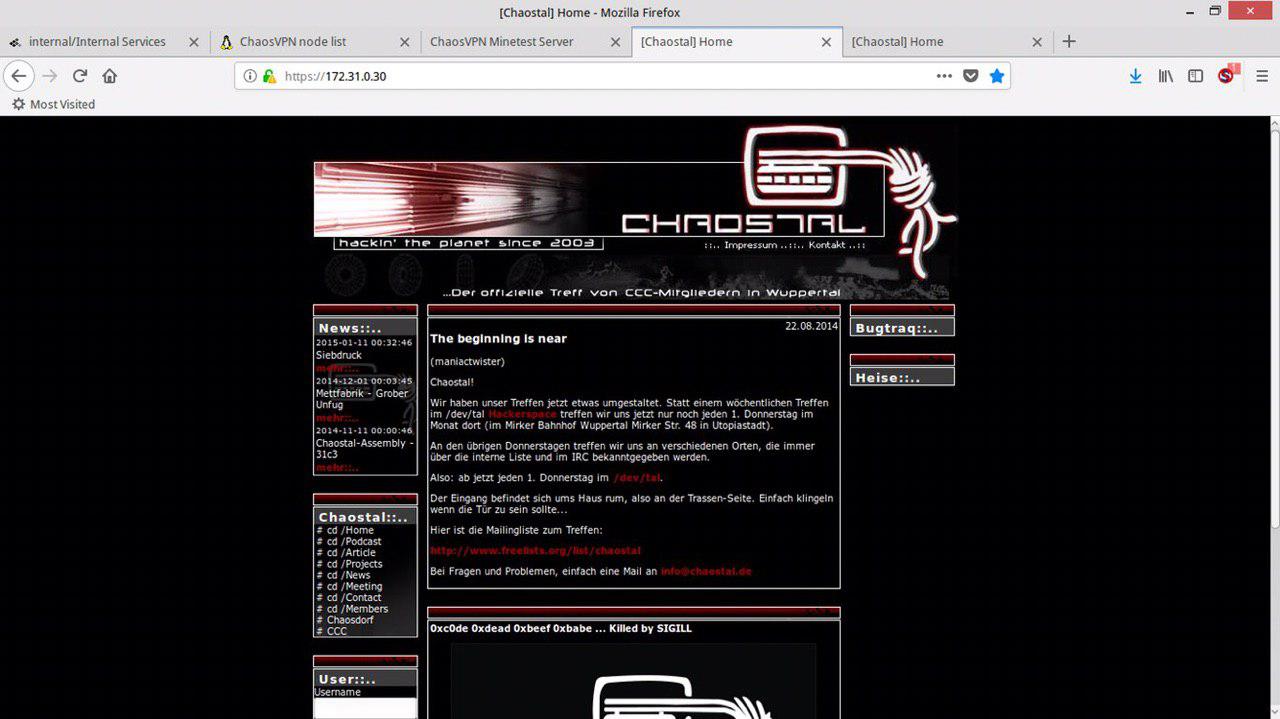 [Chaostal] Home - Mozilla Firefox
internal/Internal Services
ChaosVPN node list
ChaosVPN Minetest Server
[Chaostal] Home
[Chaostal] Home
https://172.31.0.30
1
Most Visited
CHAOSTAL
hackin' the planet since 2003
::.. Impressum ..::.. Kontakt ..::
...Der offizielle Treff von CCC-Mitgliedern in Wuppertal
News::..
2015-01-11 00:32:46
Siebdruck
mehr::..
2014-12-01 00:03:45
Mettfabrik - Grober
Unfug
mehr::..
2014-11-11 00:00:46
Chaostal-Assembly -
31c3
mehr::..
Chaostal::..
# cd /Home
# cd /Podcast
# cd /Article
# cd /Projects
# cd /News
# cd /Meeting
# cd /Contact
# cd /Members
# Chaosdorf
# CCC
User::..
Username
22.08.2014
The beginning is near
(maniactwister)
Chaostal!
Wir haben unser Treffen jetzt etwas umgestaltet. Statt einem wöchentlichen Treffen
im /dev/tal Hackerspace treffen wir uns jetzt nur noch jeden 1. Donnerstag im
Monat dort (im Mirker Bahnhof Wuppertal Mirker Str. 48 in Utopiastadt).
An den übrigen Donnerstagen treffen wir uns an verschiedenen Orten, die immer
über die interne Liste und im IRC bekanntgegeben werden.
Also: ab jetzt jeden 1. Donnerstag im /dev/tal.
Der Eingang befindet sich ums Haus rum, also an der Trassen-Seite. Einfach klingeln
wenn die Tür zu sein sollte...
Hier ist die Mailingliste zum Treffen:
http://www.freelists.org/list/chaostal
Bei Fragen und Problemen, einfach eine Mail an info@chaostal.de
0xc0de 0xdead 0xbeef 0xbabe ... Killed by SIGILL
Bugtraq::..
Heise::..